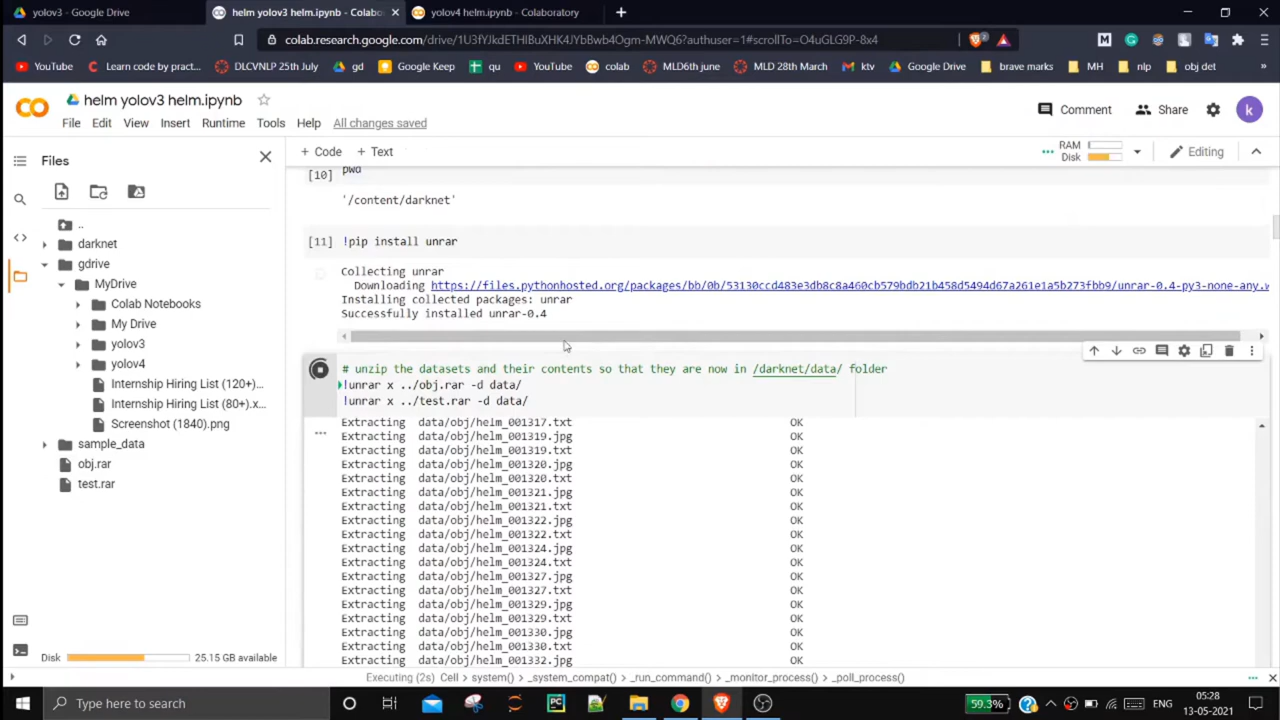 yolov3 - Google Drive
helm yolov3 helm.ipynb - Colabo
yolov4 helm.ipynb - Colaboratory
colab.research.google.com/drive/1U3fYJkdETHIBuXHK4JYbBwb4Ogm-MWQ6?authuser=1#scrollTo=O4uGLG9P-8x4
YouTube
Learn code by pract...
DLCVNLP 25th July
gd
Google Keep
qu
YouTube
colab
MLD6th june
MLD 28th March
ktv
Google Drive
brave marks
MH
nlp
obj det
helm yolov3 helm.ipynb
File Edit View Insert Runtime Tools Help All changes saved
Comment
Share
k
Files
+ Code + Text
RAM
Disk
Editing
..
darknet
gdrive
MyDrive
Colab Notebooks
My Drive
yolov3
yolov4
Internship Hiring List (120+)...
Internship Hiring List (80+).x...
Screenshot (1840).png
sample_data
obj.rar
test.rar
Disk 25.15 GB available
[10] pwd
'/content/darknet'
[11] !pip install unrar
Collecting unrar
Downloading https://files.pythonhosted.org/packages/bb/0b/53130ccd483e3db8c8a460cb579bdb21b458d5494d67a261e1a5b273fbb9/unrar-0.4-py3-none-any.w
Installing collected packages: unrar
Successfully installed unrar-0.4
# unzip the datasets and their contents so that they are now in /darknet/data/ folder
!unrar x ../obj.rar -d data/
!unrar x ../test.rar -d data/
Extracting data/obj/helm_001317.txt OK
Extracting data/obj/helm_001319.jpg OK
Extracting data/obj/helm_001319.txt OK
Extracting data/obj/helm_001320.jpg OK
Extracting data/obj/helm_001320.txt OK
Extracting data/obj/helm_001321.jpg OK
Extracting data/obj/helm_001321.txt OK
Extracting data/obj/helm_001322.jpg OK
Extracting data/obj/helm_001322.txt OK
Extracting data/obj/helm_001324.jpg OK
Extracting data/obj/helm_001324.txt OK
Extracting data/obj/helm_001327.jpg OK
Extracting data/obj/helm_001327.txt OK
Extracting data/obj/helm_001329.jpg OK
Extracting data/obj/helm_001329.txt OK
Extracting data/obj/helm_001330.jpg OK
Extracting data/obj/helm_001330.txt OK
Extracting data/obj/helm_001332.jpg OK
Executing (2s) Cell > system() > _system_compat() > _run_command() > _monitor_process() > _poll_process()
Type here to search
59.3%
ENG
05:28
13-05-2021